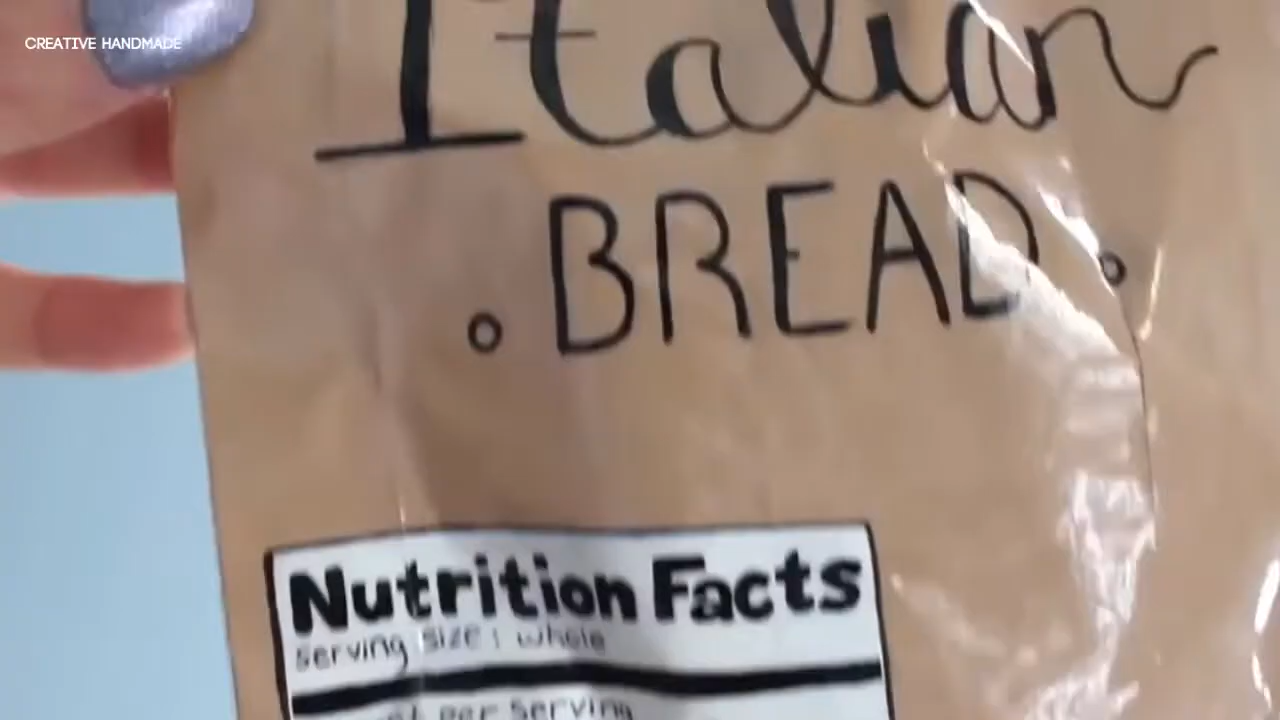 CREATIVE HANDMADE
Italian
BREAD
Nutrition Facts
serving size: whole
per serving